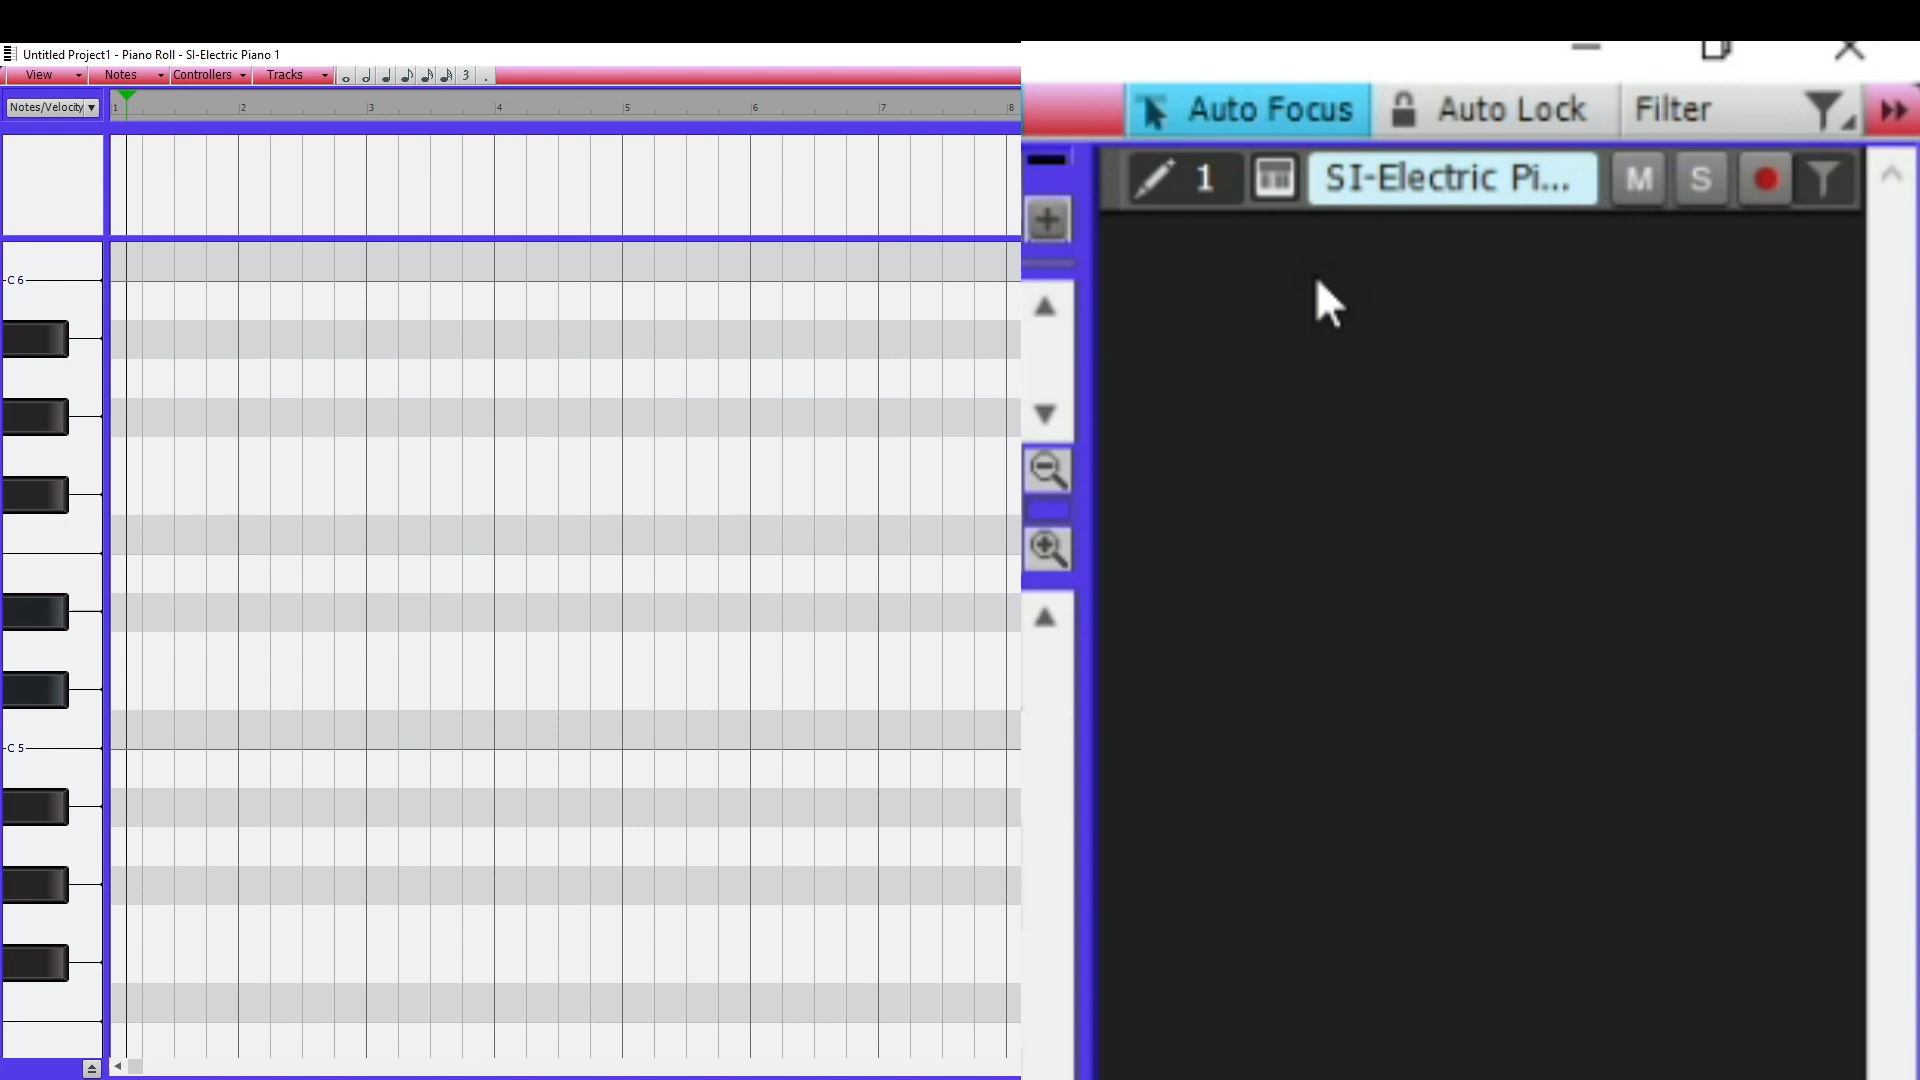 Untitled Project1 - Piano Roll - SI-Electric Piano 1
View Notes Controllers Tracks 3 .
Auto Focus Auto Lock Filter
Notes/Velocity 1 2 3 4 5 6 7 8
1 SI-Electric Pi... M S
C 6
C 5